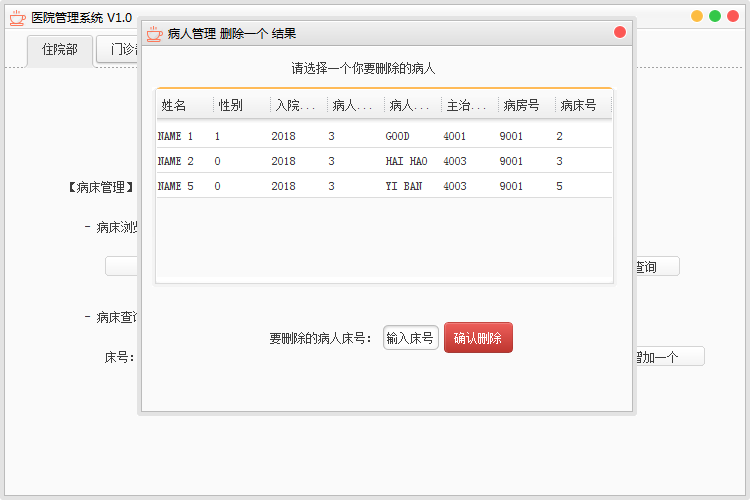 医院管理系统 V1.0
住院部
门诊
病人管理 删除一个 结果
请选择一个你要删除的病人
姓名 性别 入院... 病人... 病人... 主治... 病房号 病床号
NAME 1 1 2018 3 GOOD 4001 9001 2
NAME 2 0 2018 3 HAI HAO 4003 9001 3
NAME 5 0 2018 3 YI BAN 4003 9001 5
要删除的病人床号： 输入床号 确认删除
【病床管理】
- 病床浏览
查询
- 病床查询
床号：
增加一个